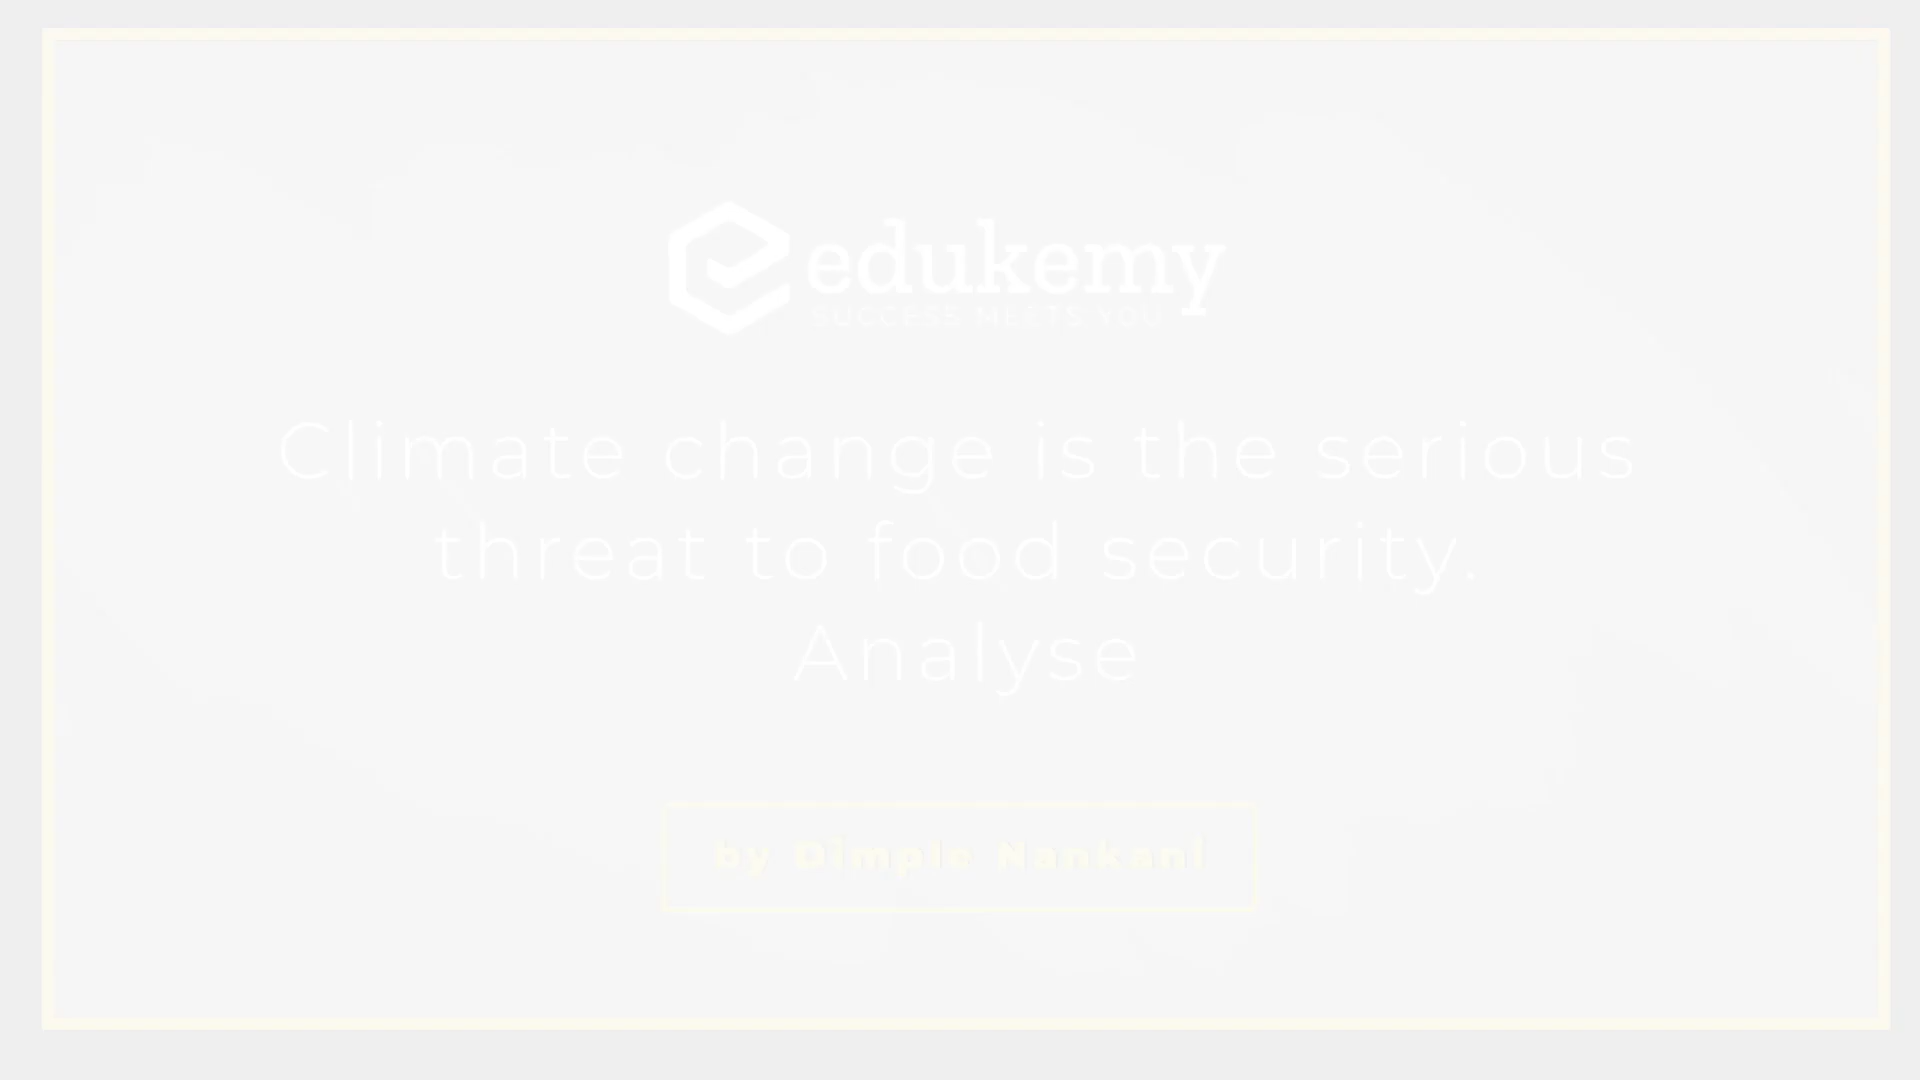 edukemy
SUCCESS MEETS YOU
Climate change is the serious
threat to food security.
Analyse
by Dimple Nankani